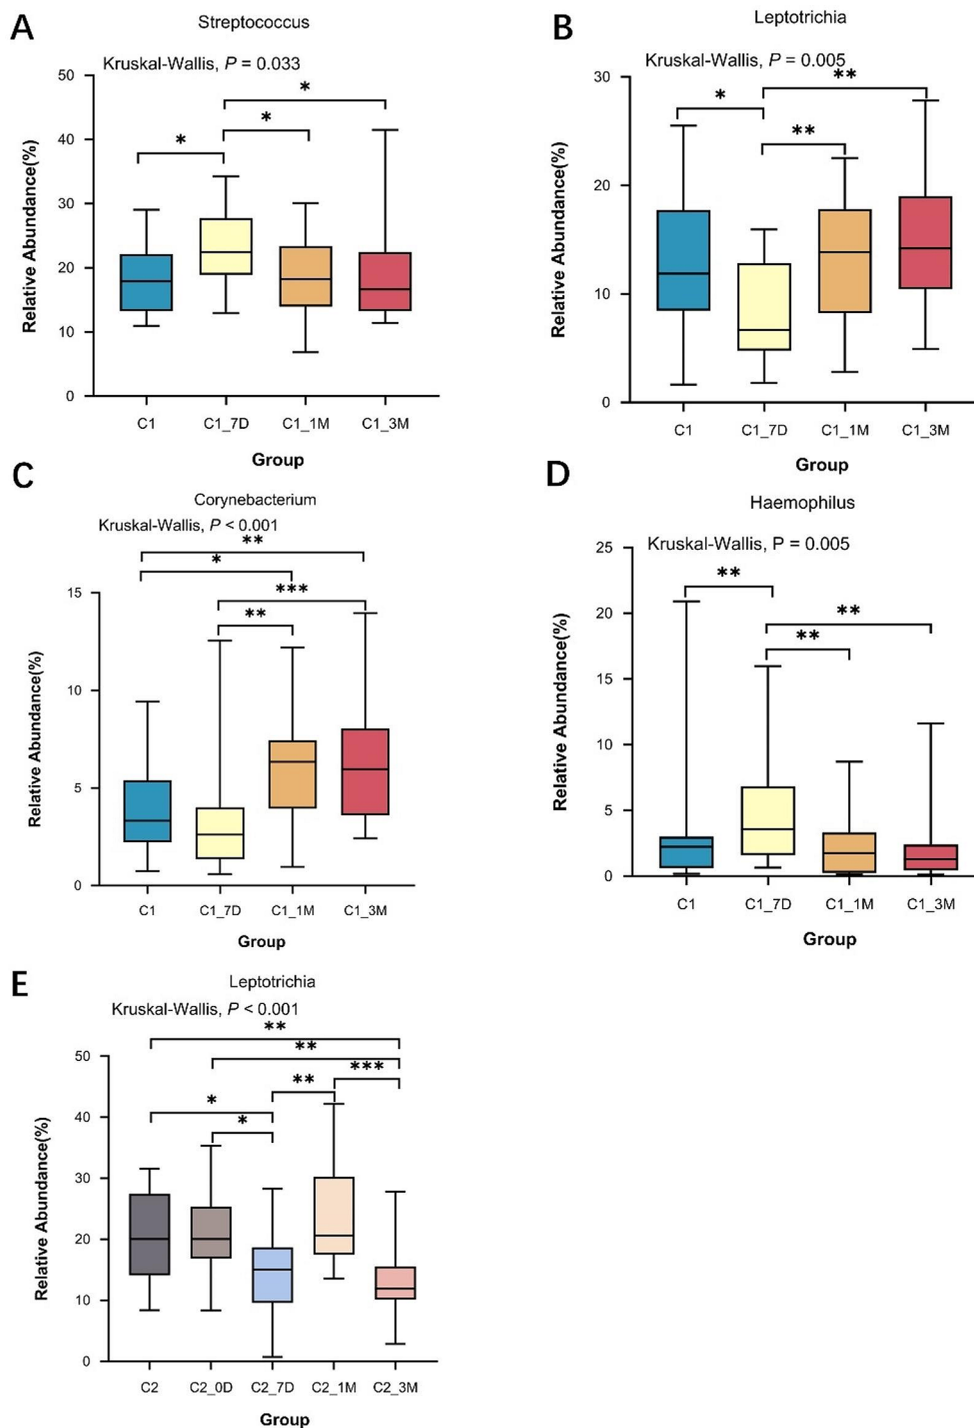 A
Streptococcus
Kruskal-Wallis, P = 0.033
50
40
30
20
10
0
Relative Abundance(%)
*
*
*
C1
C1_7D
C1_1M
C1_3M
Group
B
Leptotrichia
Kruskal-Wallis, P = 0.005
30
20
10
0
Relative Abundance(%)
**
*
**
C1
C1_7D
C1_1M
C1_3M
Group
C
Corynebacterium
Kruskal-Wallis, P < 0.001
15
10
5
0
Relative Abundance(%)
**
*
***
**
C1
C1_7D
C1_1M
C1_3M
Group
D
Haemophilus
Kruskal-Wallis, P = 0.005
25
20
15
10
5
0
Relative Abundance(%)
**
**
**
C1
C1_7D
C1_1M
C1_3M
Group
E
Leptotrichia
Kruskal-Wallis, P < 0.001
50
40
30
20
10
0
Relative Abundance(%)
**
**
***
**
*
*
C2
C2_0D
C2_7D
C2_1M
C2_3M
Group